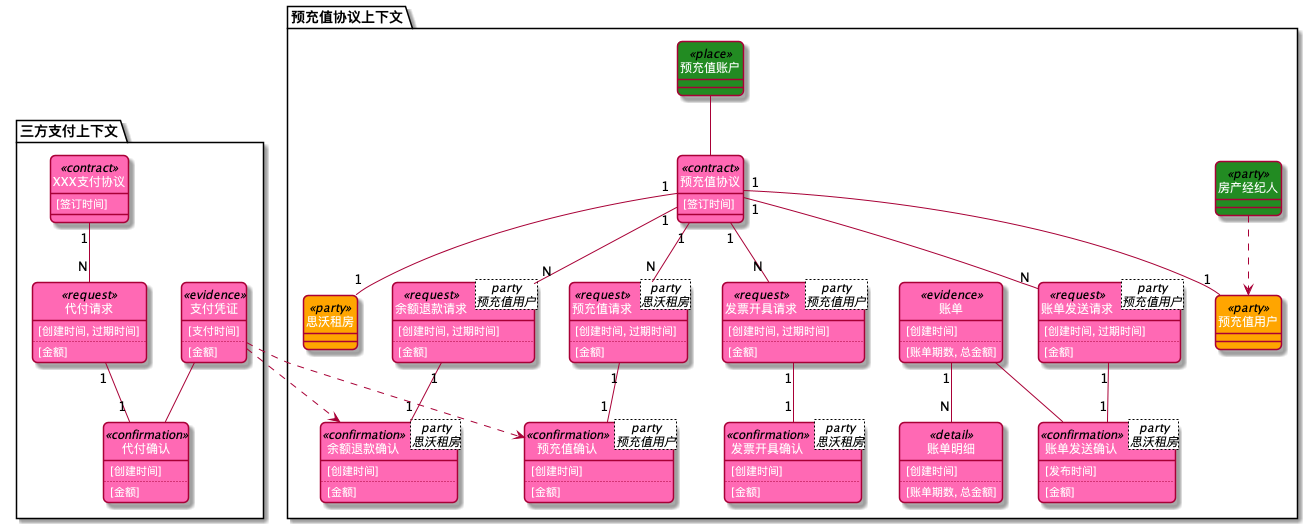 预充值协议上下文
«place»
预充值账户
三方支付上下文
«contract»
XXX支付协议
[签订时间]
1
N
«request»
代付请求
[创建时间, 过期时间]
[金额]
«evidence»
支付凭证
[支付时间]
[金额]
1
1
«confirmation»
代付确认
[创建时间]
[金额]
«contract»
预充值协议
[签订时间]
1
1
1
1
1
1
«party»
房产经纪人
1
N
N
N
N
1
«party»
思沃租房
«request»
余额退款请求
party
预充值用户
[创建时间, 过期时间]
[金额]
«request»
预充值请求
party
思沃租房
[创建时间, 过期时间]
[金额]
«request»
发票开具请求
party
预充值用户
[创建时间, 过期时间]
[金额]
«evidence»
账单
[创建时间]
[账单期数, 总金额]
«request»
账单发送请求
party
预充值用户
[创建时间, 过期时间]
[金额]
«party»
预充值用户
1
1
1
1
1
1
1
N
1
1
«confirmation»
余额退款确认
party
思沃租房
[创建时间]
[金额]
«confirmation»
预充值确认
party
预充值用户
[创建时间]
[金额]
«confirmation»
发票开具确认
party
思沃租房
[创建时间]
[金额]
«detail»
账单明细
[创建时间]
[账单期数, 总金额]
«confirmation»
账单发送确认
party
思沃租房
[发布时间]
[金额]